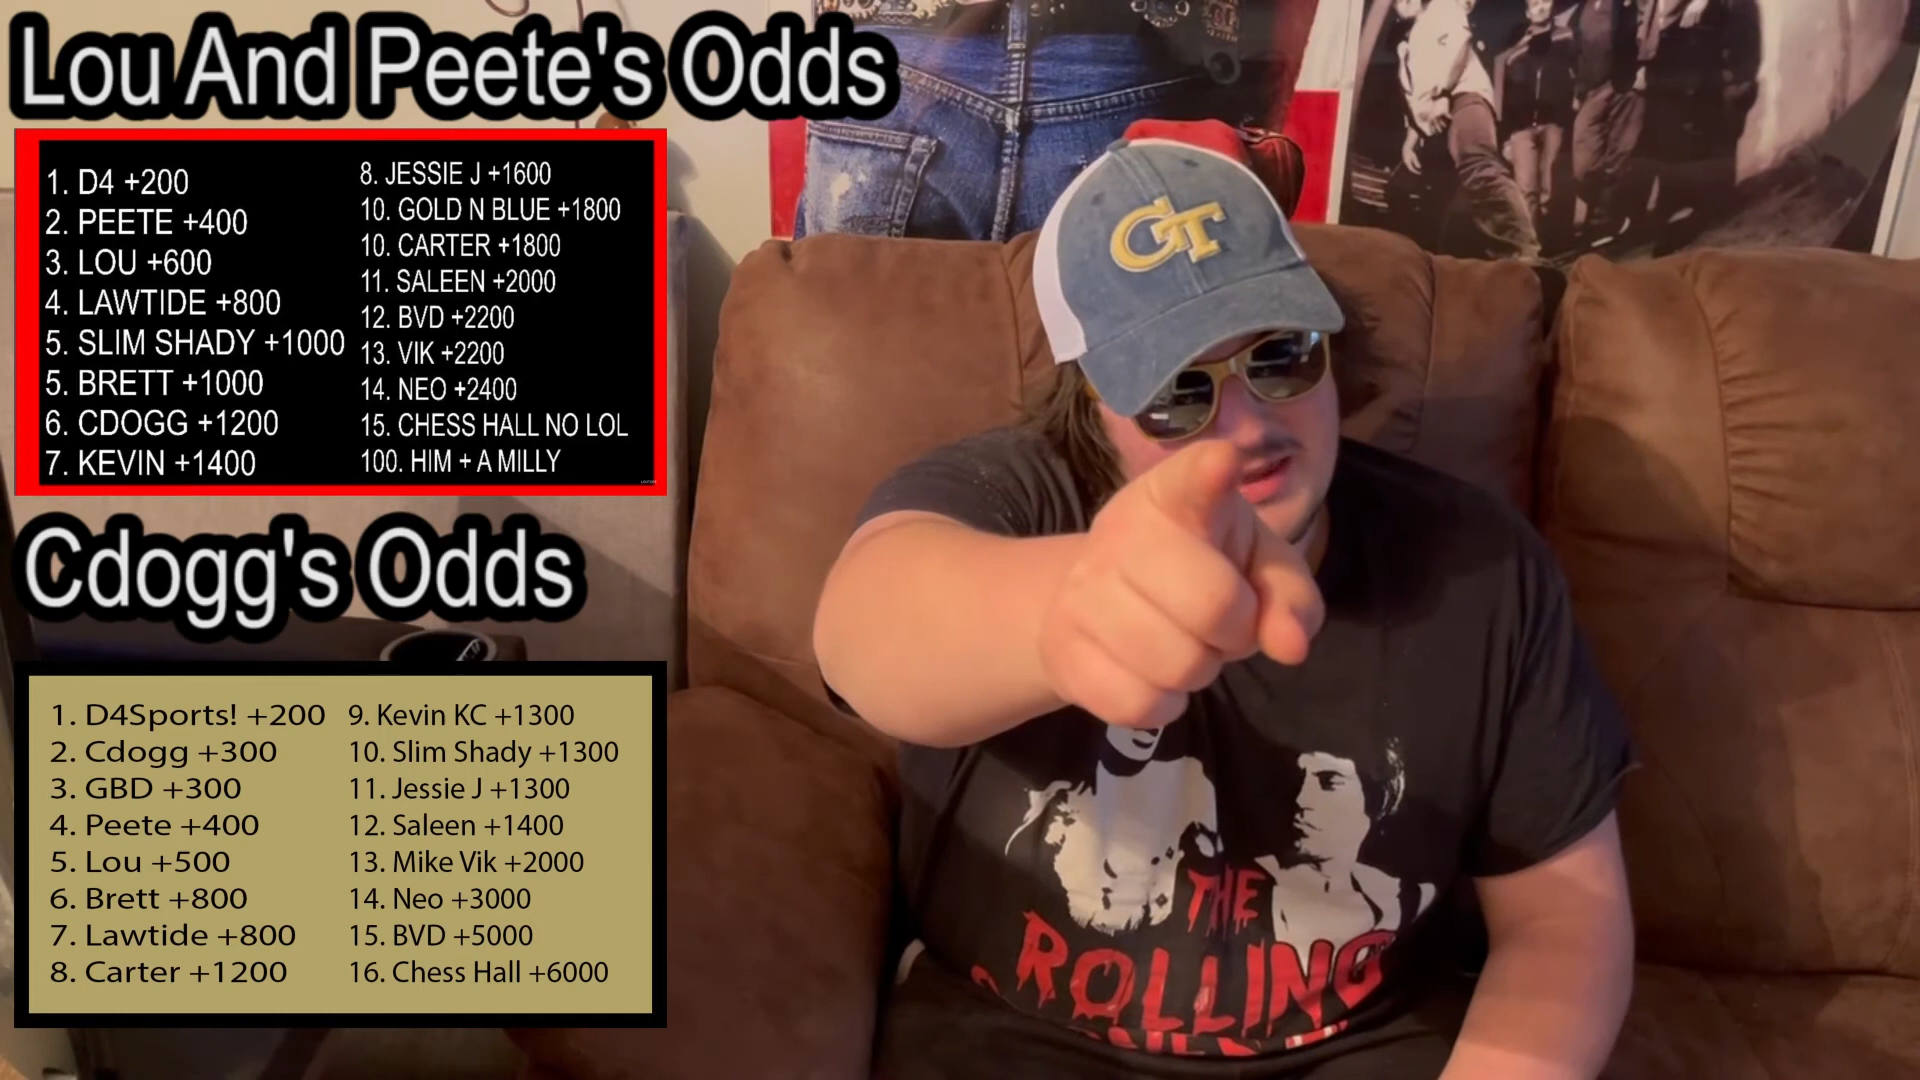 Lou And Peete's Odds
1. D4 +200
2. PEETE +400
3. LOU +600
4. LAWTIDE +800
5. SLIM SHADY +1000
5. BRETT +1000
6. CDOGG +1200
7. KEVIN +1400
8. JESSIE J +1600
10. GOLD N BLUE +1800
10. CARTER +1800
11. SALEEN +2000
12. BVD +2200
13. VIK +2200
14. NEO +2400
15. CHESS HALL NO LOL
100. HIM + A MILLY
Cdogg's Odds
1. D4Sports! +200
2. Cdogg +300
3. GBD +300
4. Peete +400
5. Lou +500
6. Brett +800
7. Lawtide +800
8. Carter +1200
9. Kevin KC +1300
10. Slim Shady +1300
11. Jessie J +1300
12. Saleen +1400
13. Mike Vik +2000
14. Neo +3000
15. BVD +5000
16. Chess Hall +6000
GT
THE
ROLLING